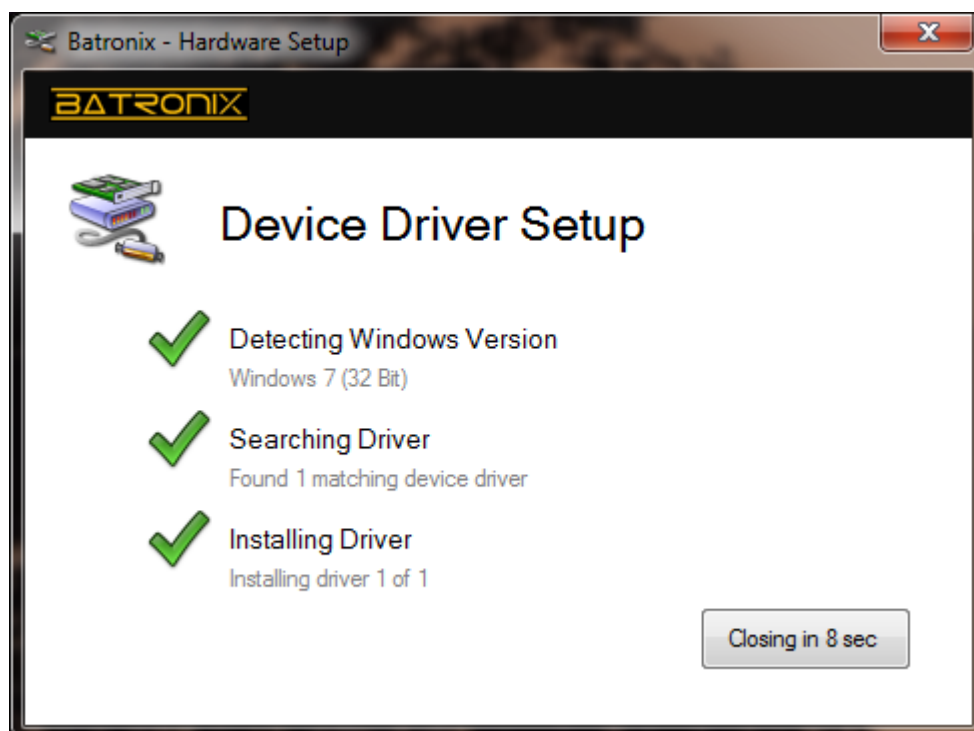 Batronix - Hardware Setup
BATRONIX
Device Driver Setup
Detecting Windows Version
Windows 7 (32 Bit)
Searching Driver
Found 1 matching device driver
Installing Driver
Installing driver 1 of 1
Closing in 8 sec